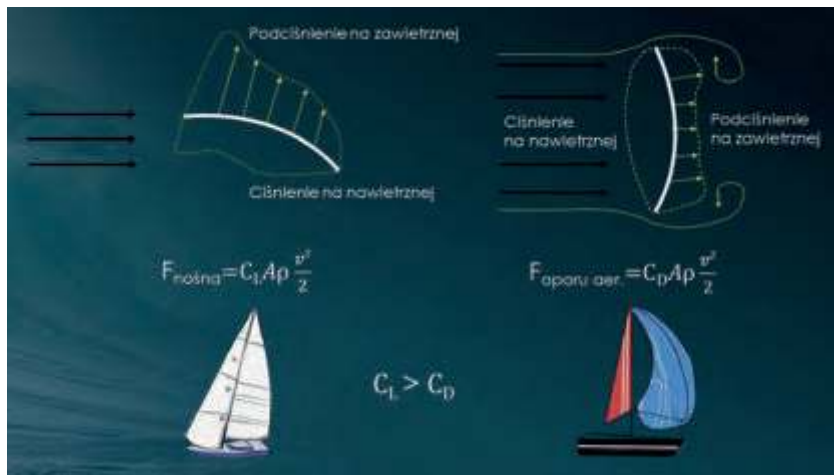 Podciśnienie na zawietrznej
Ciśnienie na nawietrznej
Ciśnienie
na nawietrznej
Podciśnienie
na zawietrznej
F_nośna=C_L Aρ v²/2
F_oporu aer.=C_D Aρ v²/2
C_L > C_D